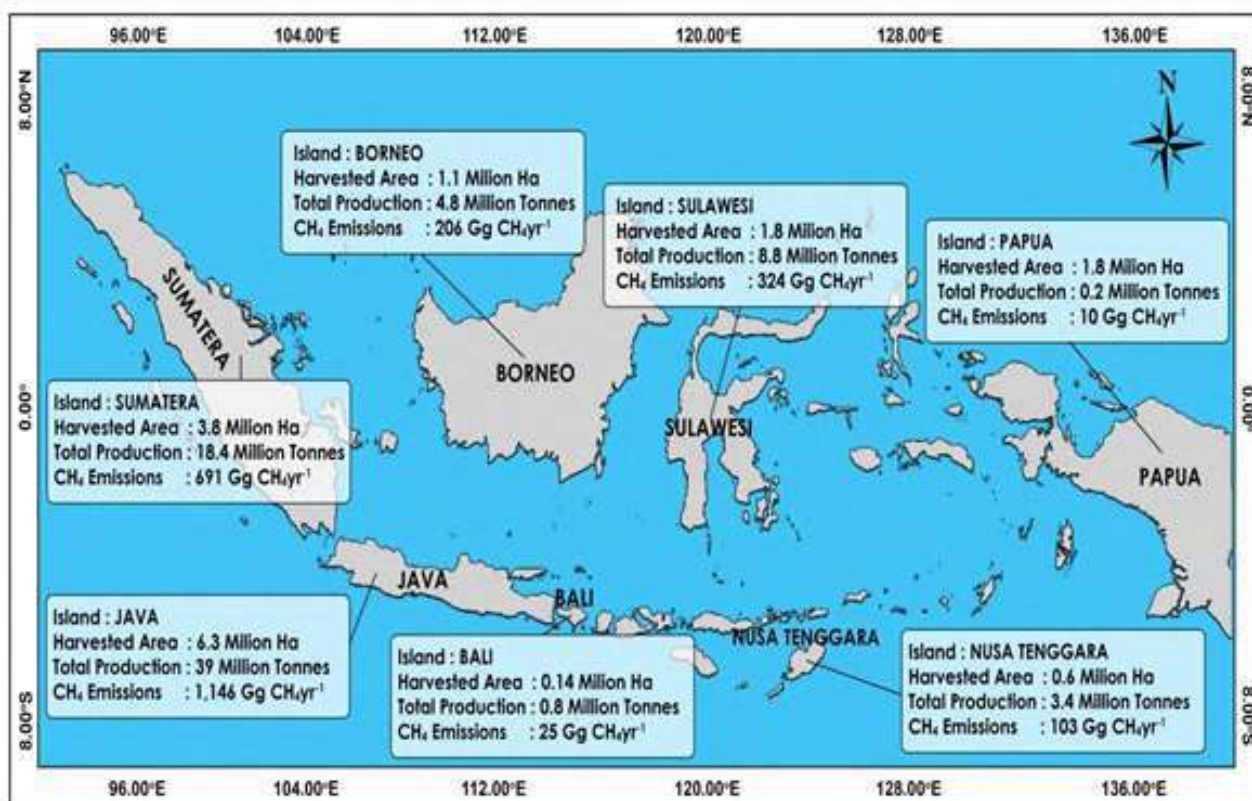 96.00°E 104.00°E 112.00°E 120.00°E 128.00°E 136.00°E
8.00°N
8.00°N
N
Island : BORNEO
Harvested Area : 1.1 Milion Ha
Total Production : 4.8 Million Tonnes
CH₄ Emissions : 206 Gg CH₄yr⁻¹
Island : SULAWESI
Harvested Area : 1.8 Milion Ha
Total Production : 8.8 Million Tonnes
CH₄ Emissions : 324 Gg CH₄yr⁻¹
Island : PAPUA
Harvested Area : 1.8 Milion Ha
Total Production : 0.2 Million Tonnes
CH₄ Emissions : 10 Gg CH₄yr⁻¹
SUMATERA
BORNEO
SULAWESI
PAPUA
0.00°
0.00°
Island : SUMATERA
Harvested Area : 3.8 Milion Ha
Total Production : 18.4 Million Tonnes
CH₄ Emissions : 691 Gg CH₄yr⁻¹
JAVA
BALI
NUSA TENGGARA
Island : JAVA
Harvested Area : 6.3 Milion Ha
Total Production : 39 Million Tonnes
CH₄ Emissions : 1,146 Gg CH₄yr⁻¹
Island : BALI
Harvested Area : 0.14 Milion Ha
Total Production : 0.8 Million Tonnes
CH₄ Emissions : 25 Gg CH₄yr⁻¹
Island : NUSA TENGGARA
Harvested Area : 0.6 Milion Ha
Total Production : 3.4 Million Tonnes
CH₄ Emissions : 103 Gg CH₄yr⁻¹
8.00°S
8.00°S
96.00°E 104.00°E 112.00°E 120.00°E 128.00°E 136.00°E